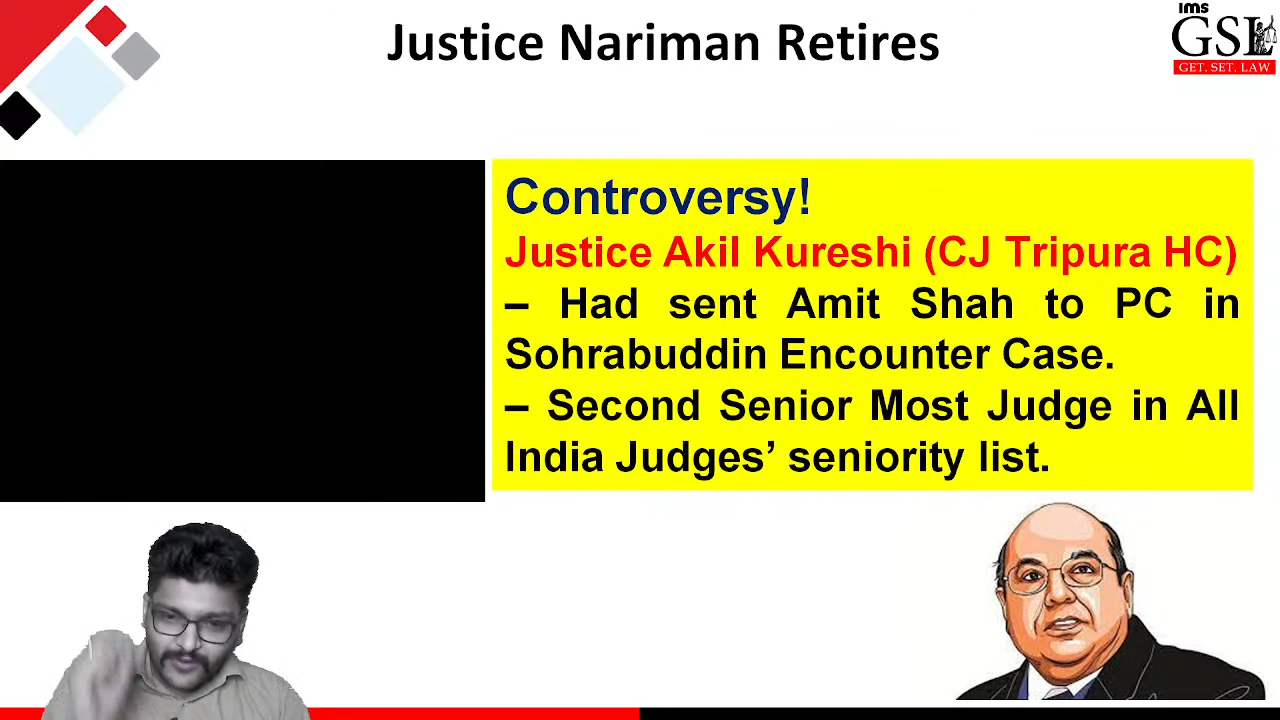 Justice Nariman Retires
ims
GSL
GET. SET. LAW
Controversy!
Justice Akil Kureshi (CJ Tripura HC)
– Had sent Amit Shah to PC in
Sohrabuddin Encounter Case.
– Second Senior Most Judge in All
India Judges’ seniority list.